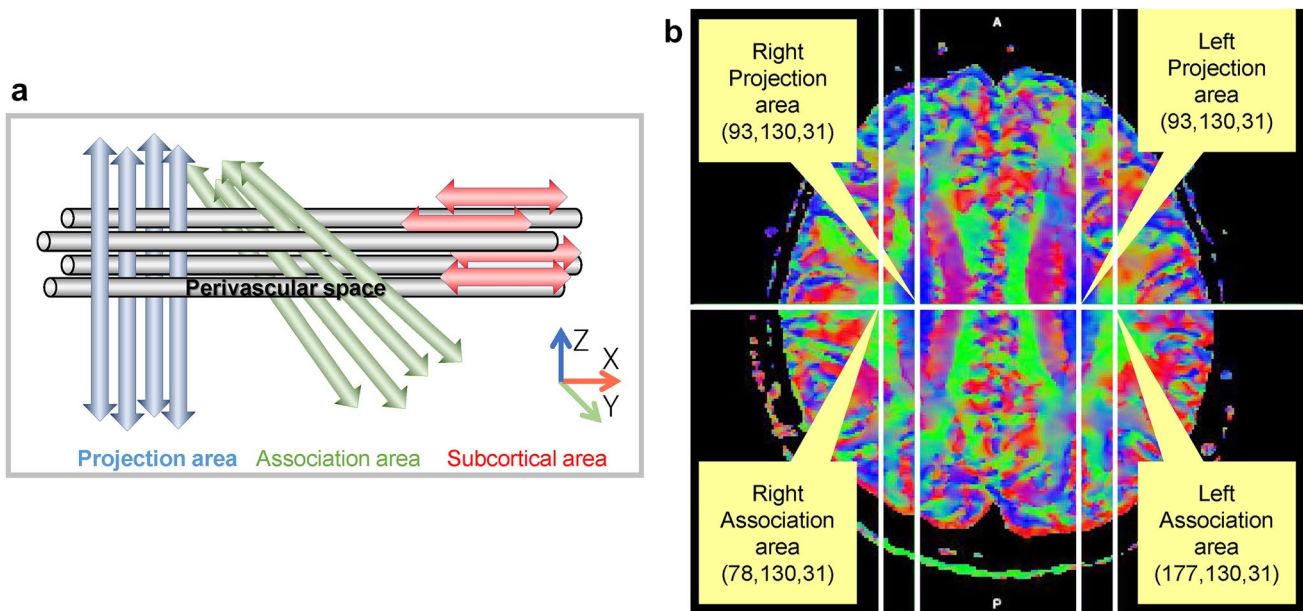 a
Perivascular space
Z
X
Y
Projection area
Association area
Subcortical area
b
A
Right
Projection
area
(93,130,31)
Left
Projection
area
(93,130,31)
Right
Association
area
(78,130,31)
Left
Association
area
(177,130,31)
P